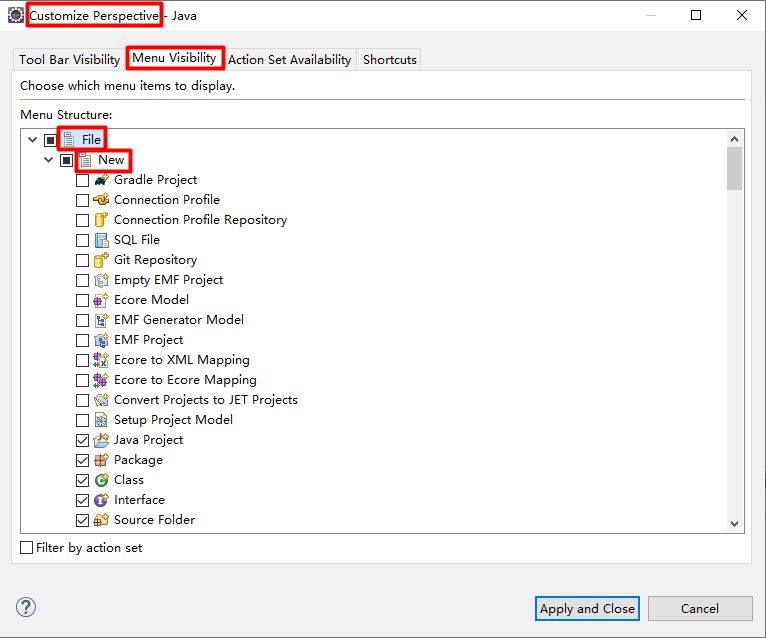 Customize Perspective - Java
Tool Bar Visibility Menu Visibility Action Set Availability Shortcuts
Choose which menu items to display.
Menu Structure:
File
New
Gradle Project
Connection Profile
Connection Profile Repository
SQL File
Git Repository
Empty EMF Project
Ecore Model
EMF Generator Model
EMF Project
Ecore to XML Mapping
Ecore to Ecore Mapping
Convert Projects to JET Projects
Setup Project Model
Java Project
Package
Class
Interface
Source Folder
Filter by action set
Apply and Close Cancel